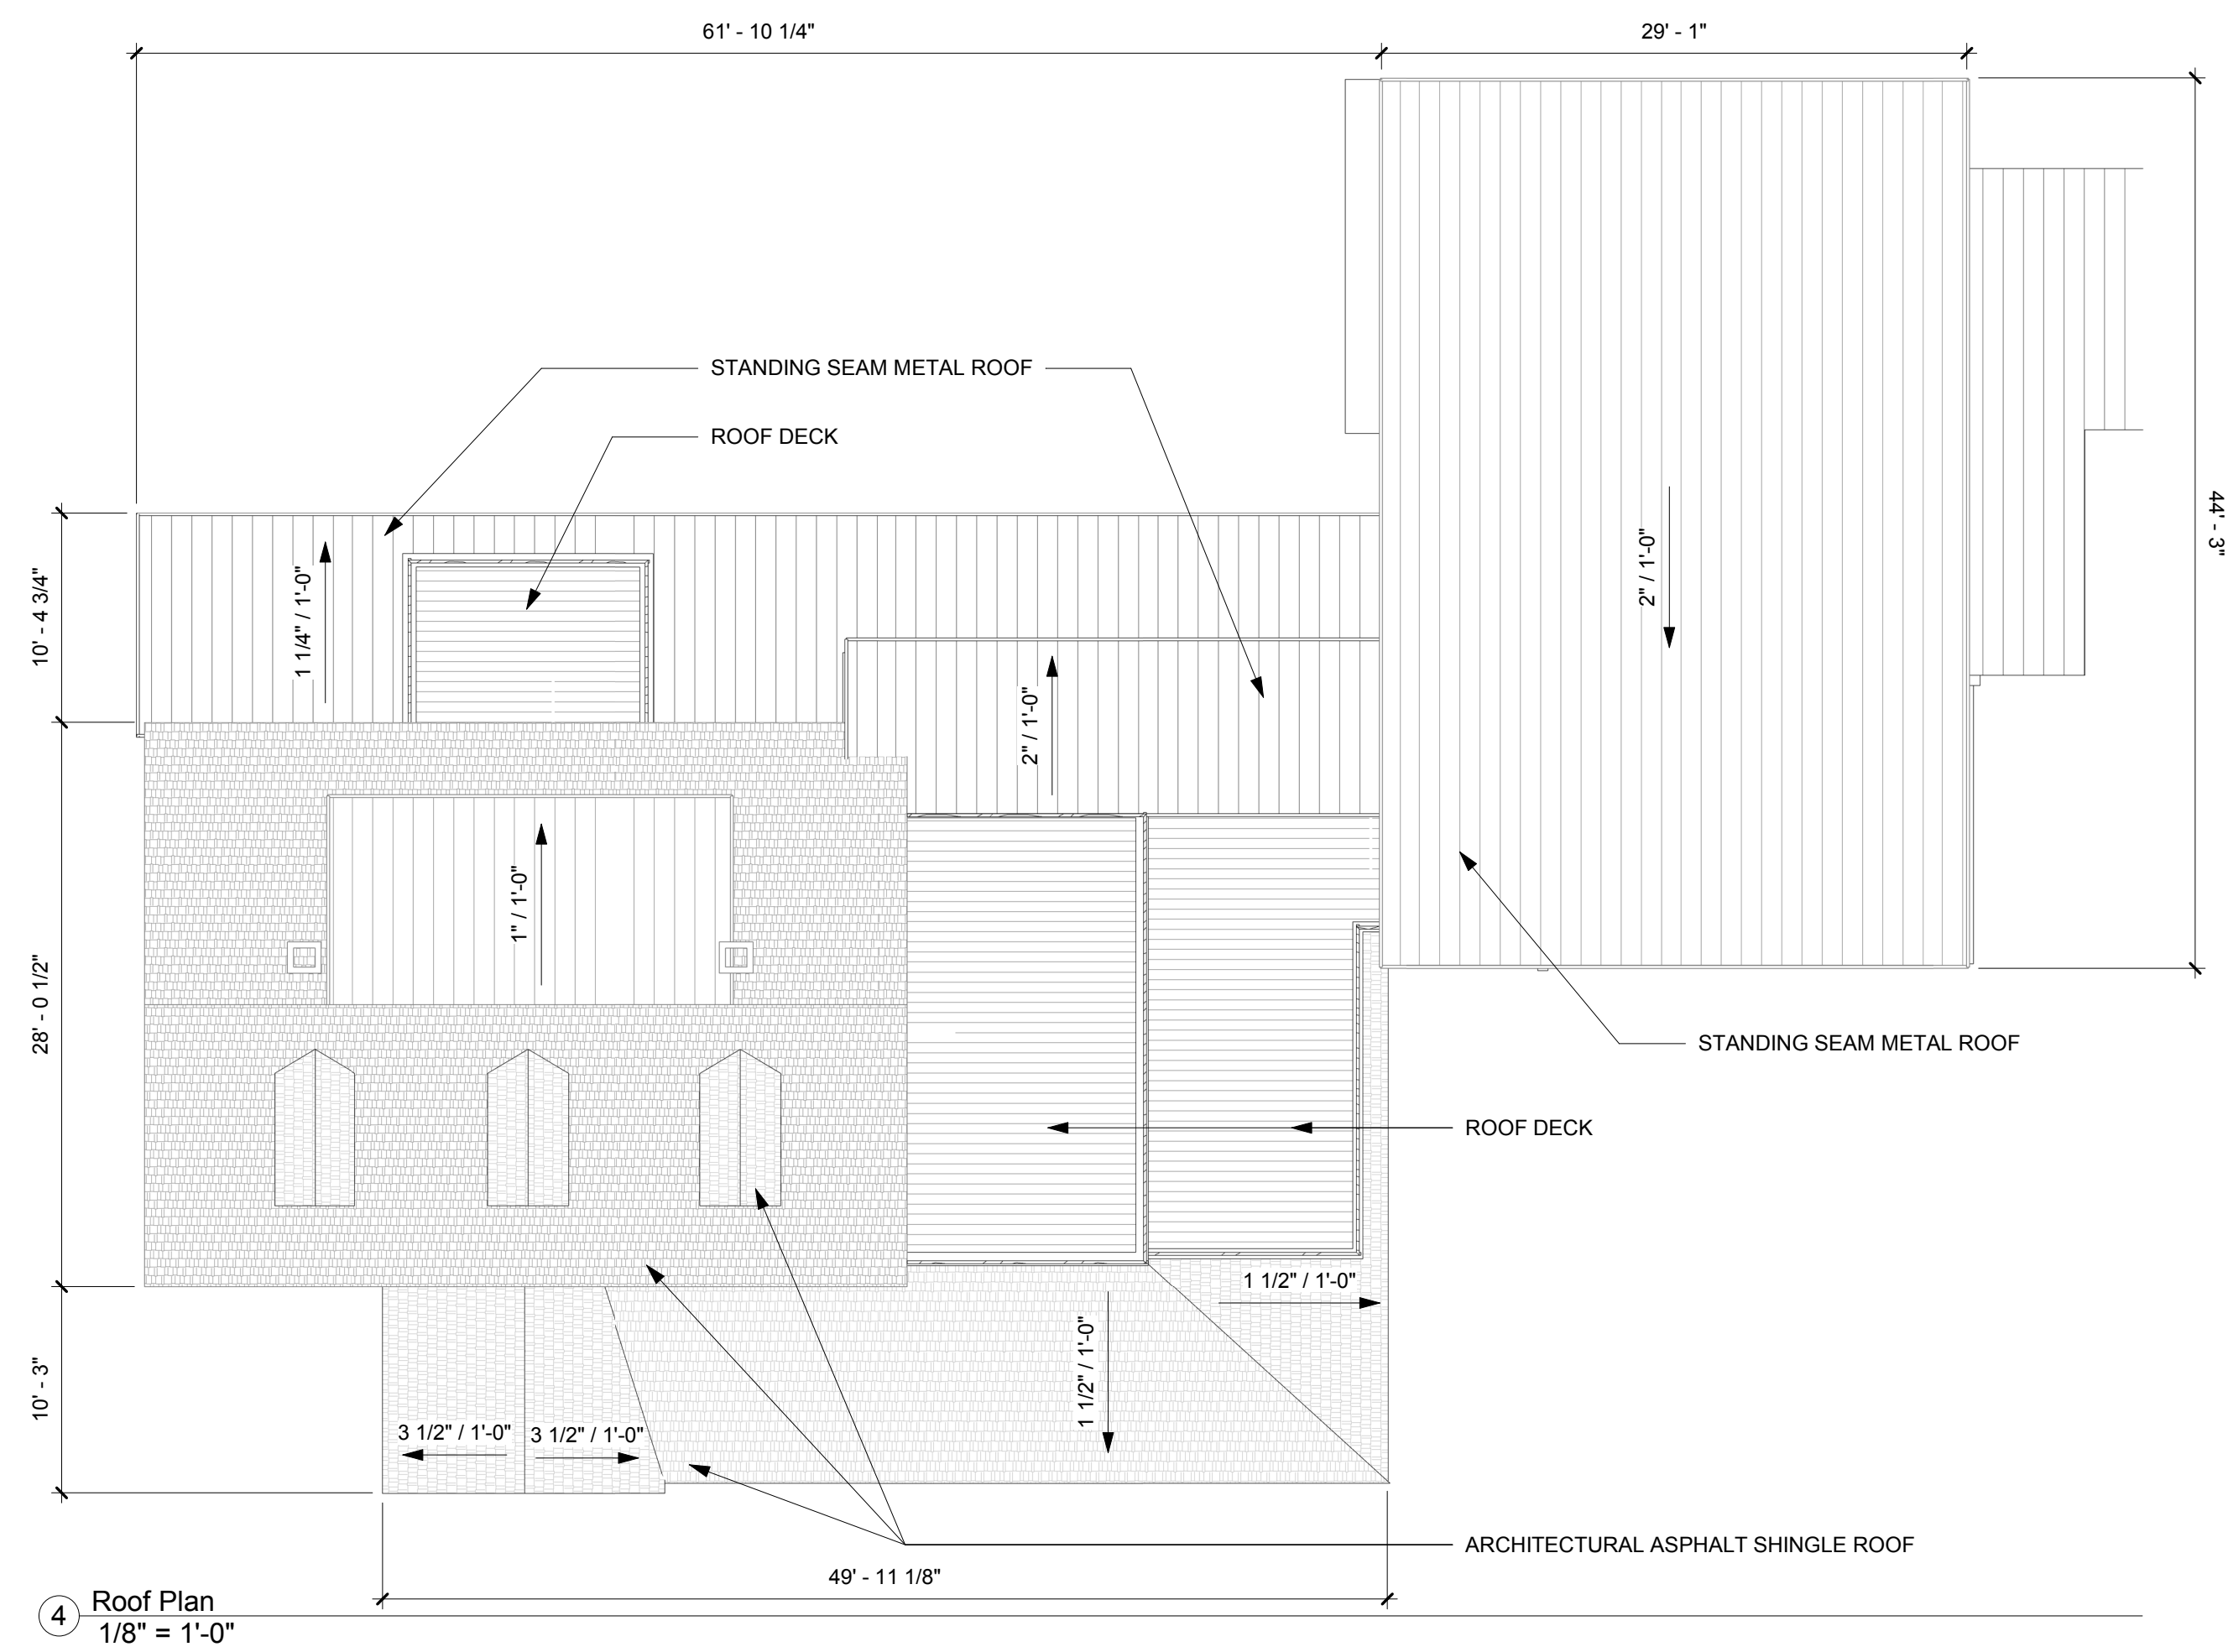 61' - 10 1/4"
29' - 1"
STANDING SEAM METAL ROOF
ROOF DECK
44' - 3"
10' - 4 3/4"
1 1/4" / 1'-0"
2" / 1'-0"
2" / 1'-0"
1" / 1'-0"
28' - 0 1/2"
STANDING SEAM METAL ROOF
ROOF DECK
1 1/2" / 1'-0"
1 1/2" / 1'-0"
10' - 3"
3 1/2" / 1'-0"
3 1/2" / 1'-0"
ARCHITECTURAL ASPHALT SHINGLE ROOF
49' - 11 1/8"
4
Roof Plan
1/8" = 1'-0"